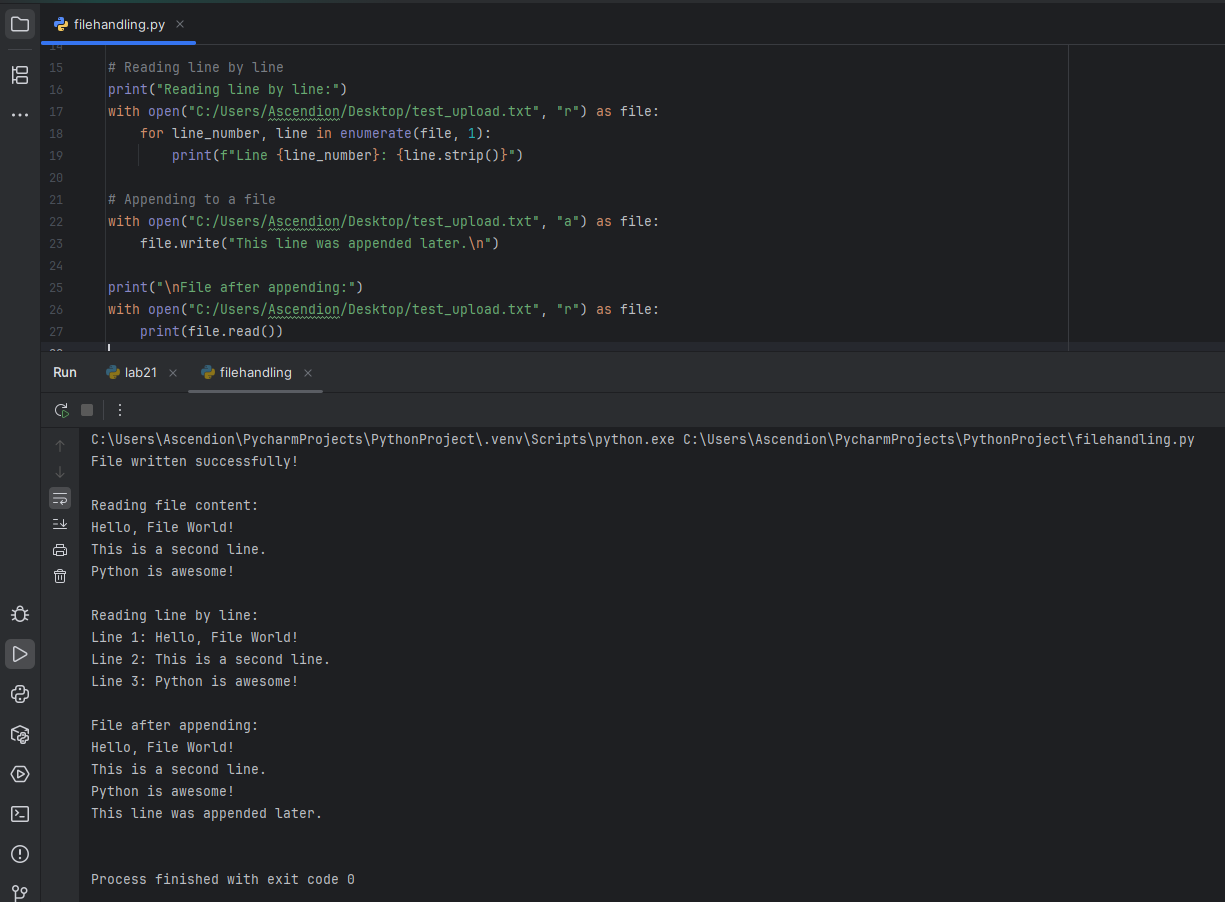 filehandling.py
14
15 # Reading line by line
16 print("Reading line by line:")
17 with open("C:/Users/Ascendion/Desktop/test_upload.txt", "r") as file:
18     for line_number, line in enumerate(file, 1):
19         print(f"Line {line_number}: {line.strip()}")
20
21 # Appending to a file
22 with open("C:/Users/Ascendion/Desktop/test_upload.txt", "a") as file:
23     file.write("This line was appended later.\n")
24
25 print("\nFile after appending:")
26 with open("C:/Users/Ascendion/Desktop/test_upload.txt", "r") as file:
27     print(file.read())
28
Run lab21 filehandling
C:\Users\Ascendion\PycharmProjects\PythonProject\.venv\Scripts\python.exe C:\Users\Ascendion\PycharmProjects\PythonProject\filehandling.py
File written successfully!
Reading file content:
Hello, File World!
This is a second line.
Python is awesome!
Reading line by line:
Line 1: Hello, File World!
Line 2: This is a second line.
Line 3: Python is awesome!
File after appending:
Hello, File World!
This is a second line.
Python is awesome!
This line was appended later.
Process finished with exit code 0